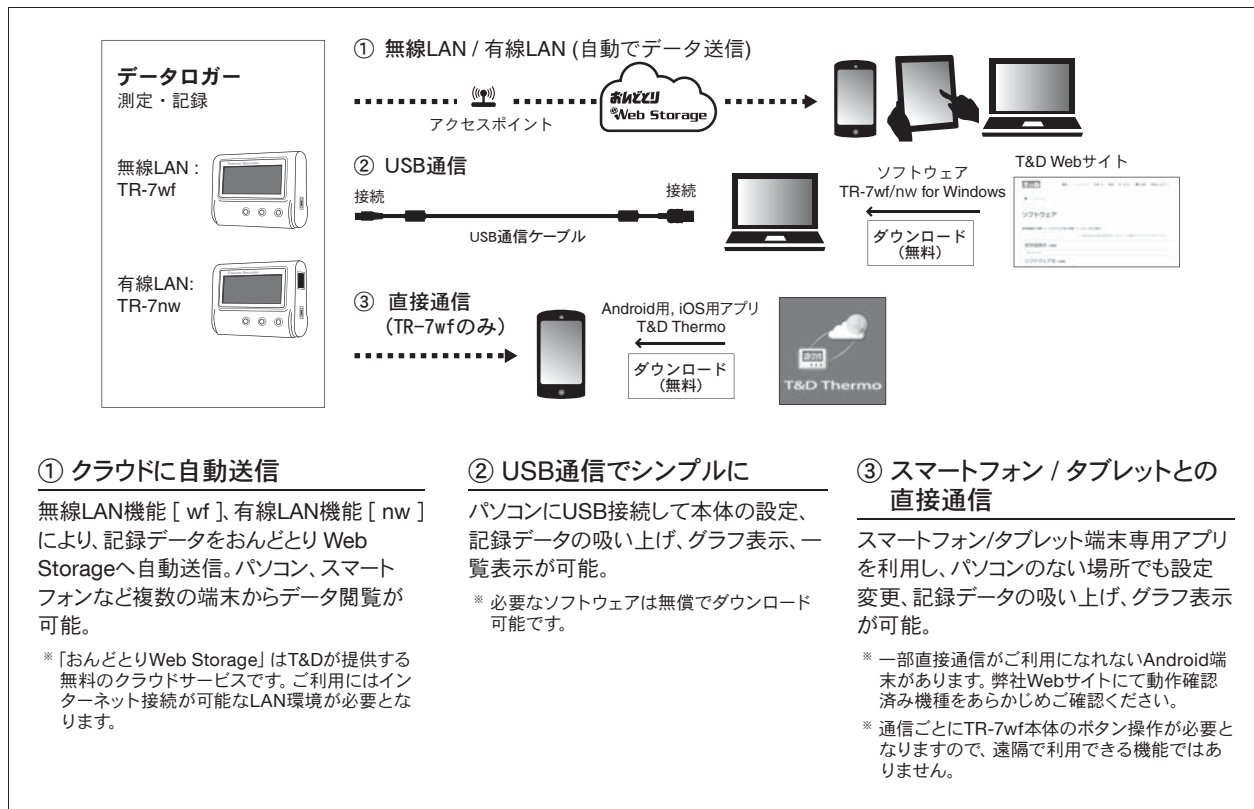 データロガー
測定・記録
無線LAN :
TR-7wf
有線LAN:
TR-7nw
① 無線LAN / 有線LAN (自動でデータ送信)
アクセスポイント
おんどとり
Web Storage
② USB通信
接続
接続
USB通信ケーブル
ソフトウェア
TR-7wf/nw for Windows
ダウンロード
(無料)
T&D Webサイト
ソフトウェア
③ 直接通信
(TR-7wfのみ)
Android用, iOS用アプリ
T&D Thermo
ダウンロード
(無料)
T&D Thermo
① クラウドに自動送信
無線LAN機能 [ wf ]、有線LAN機能 [ nw ]
により、記録データをおんどとり Web
Storageへ自動送信。パソコン、スマート
フォンなど複数の端末からデータ閲覧が
可能。
※「おんどとりWeb Storage」はT&Dが提供する
無料のクラウドサービスです。ご利用にはイン
ターネット接続が可能なLAN環境が必要とな
ります。
② USB通信でシンプルに
パソコンにUSB接続して本体の設定、
記録データの吸い上げ、グラフ表示、一
覧表示が可能。
※ 必要なソフトウェアは無償でダウンロード
可能です。
③ スマートフォン / タブレットとの
直接通信
スマートフォン/タブレット端末専用アプリ
を利用し、パソコンのない場所でも設定
変更、記録データの吸い上げ、グラフ表示
が可能。
※ 一部直接通信がご利用になれないAndroid端
末があります。弊社Webサイトにて動作確認
済み機種をあらかじめご確認ください。
※ 通信ごとにTR-7wf本体のボタン操作が必要と
なりますので、遠隔で利用できる機能ではあ
りません。